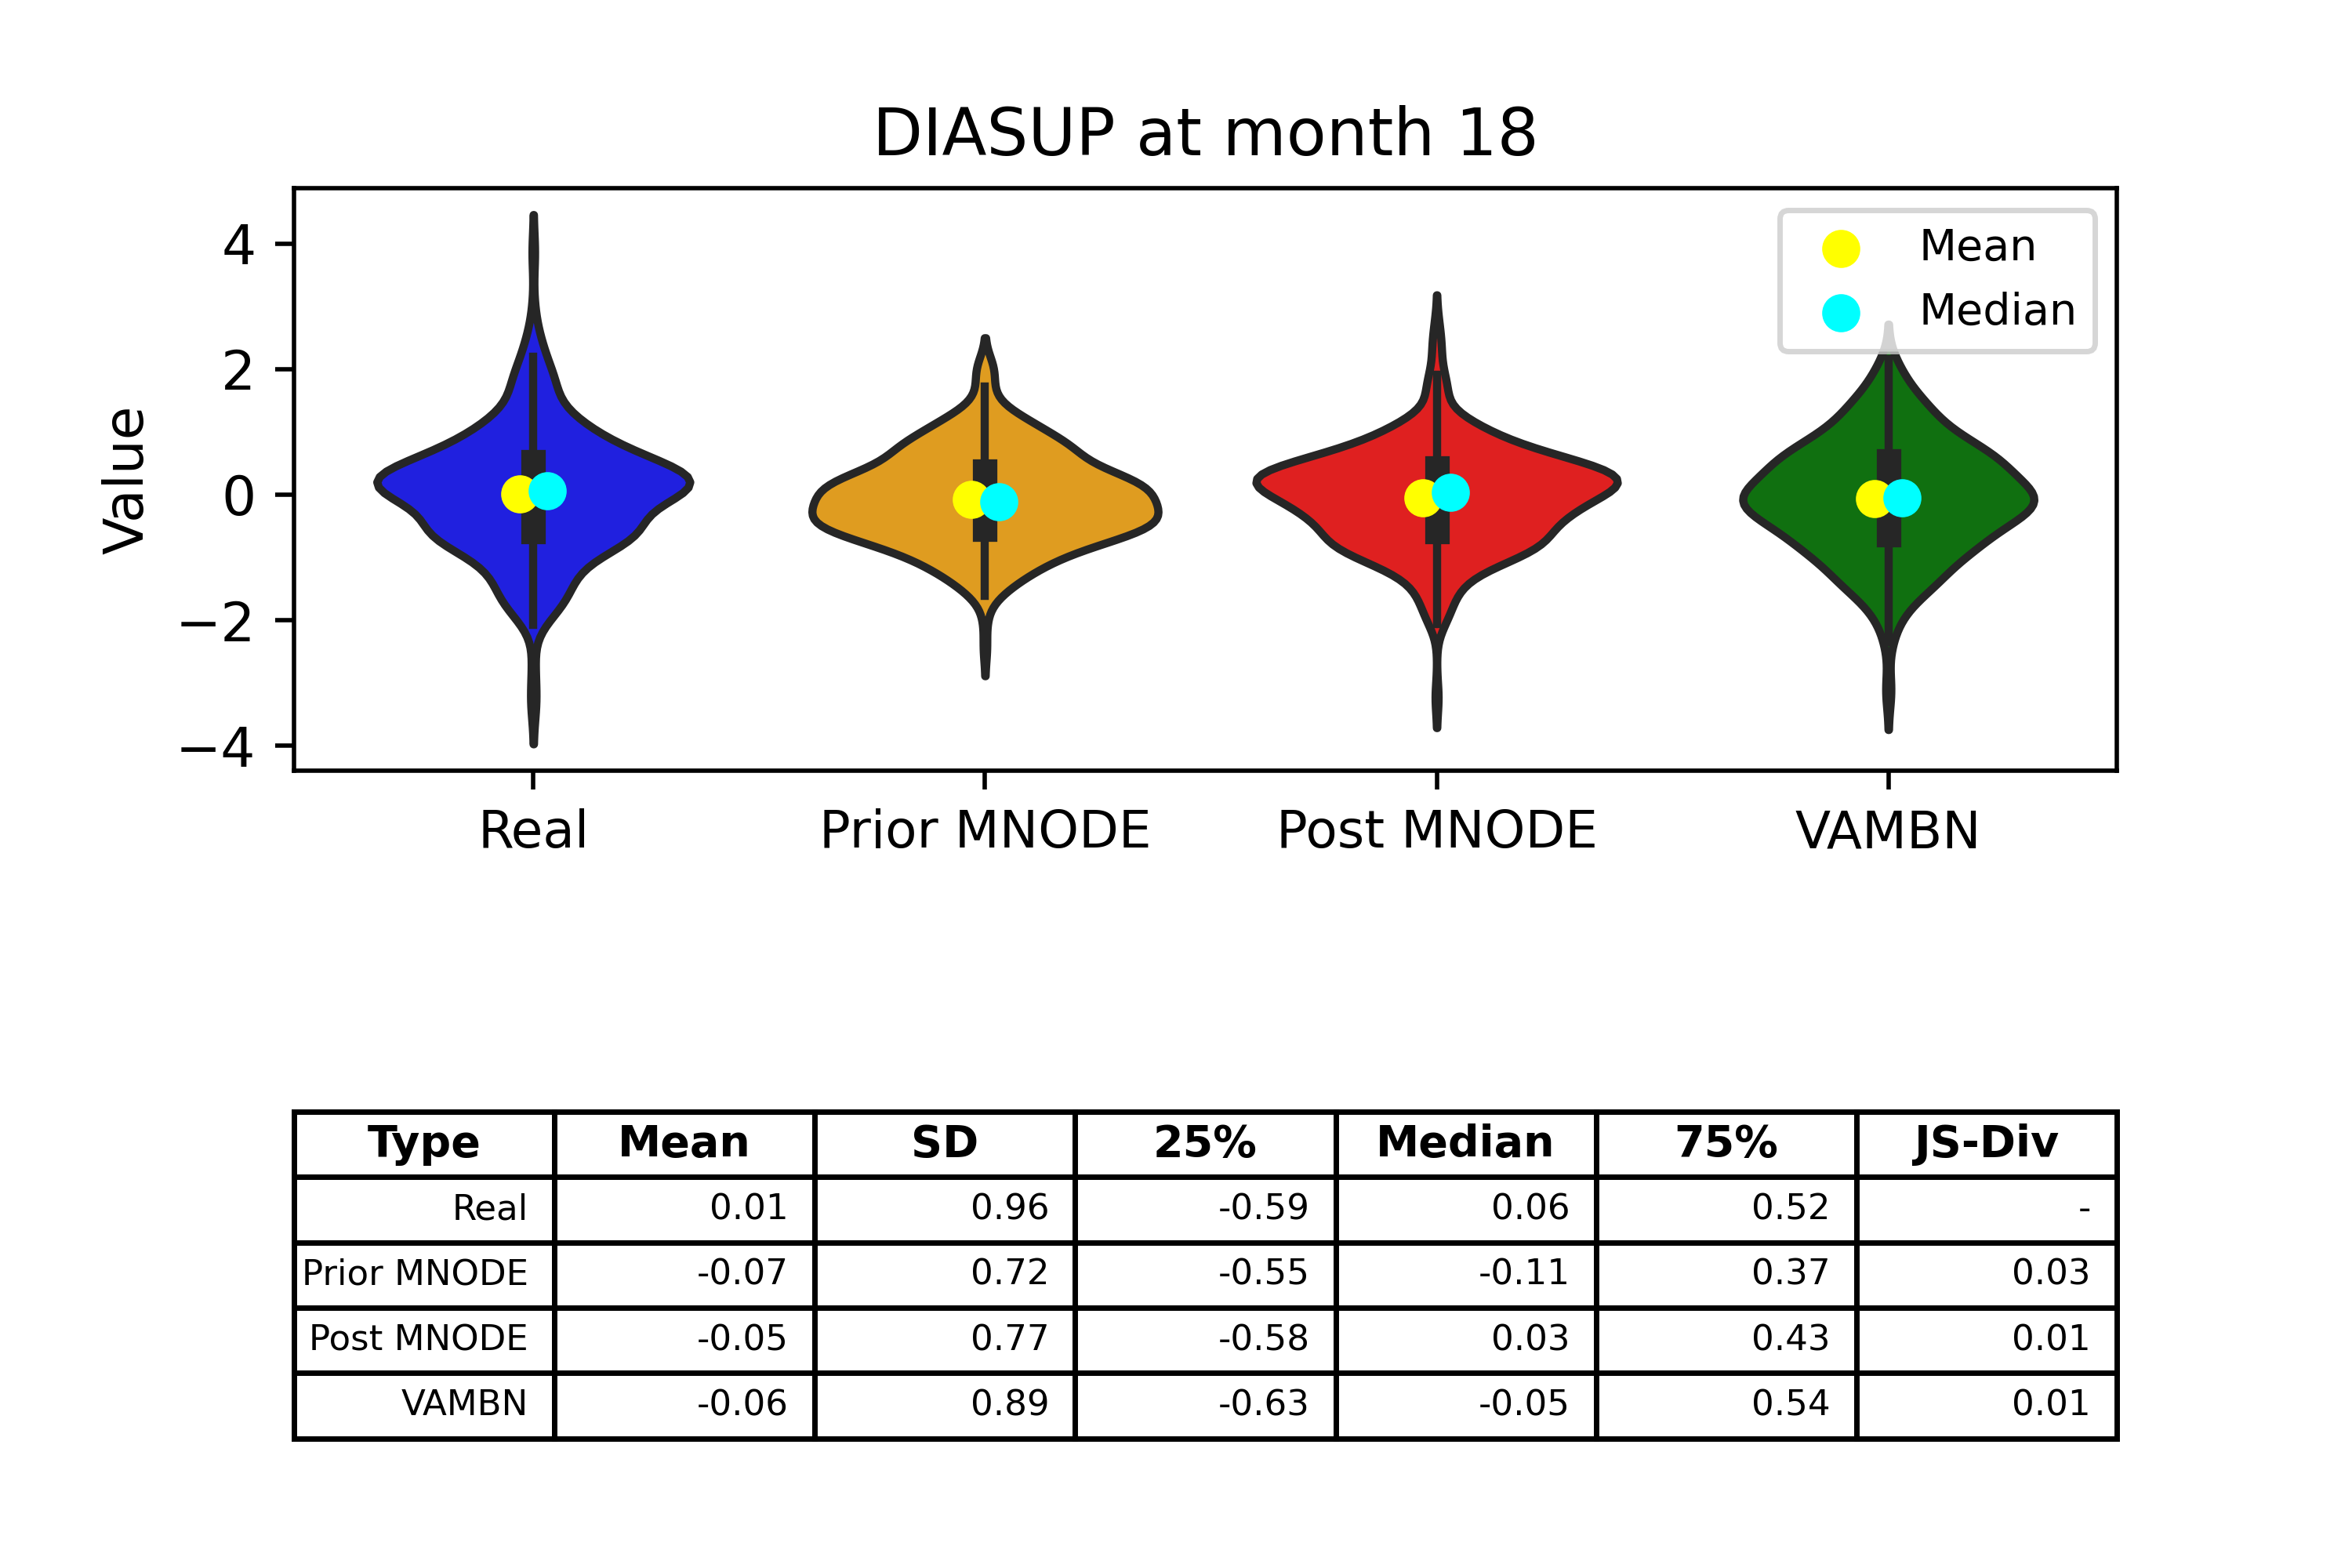 DIASUP at month 18
Value
4
2
0
−2
−4
Mean
Median
Real Prior MNODE Post MNODE VAMBN
Type Mean SD 25% Median 75% JS-Div
Real 0.01 0.96 -0.59 0.06 0.52 -
Prior MNODE -0.07 0.72 -0.55 -0.11 0.37 0.03
Post MNODE -0.05 0.77 -0.58 0.03 0.43 0.01
VAMBN -0.06 0.89 -0.63 -0.05 0.54 0.01